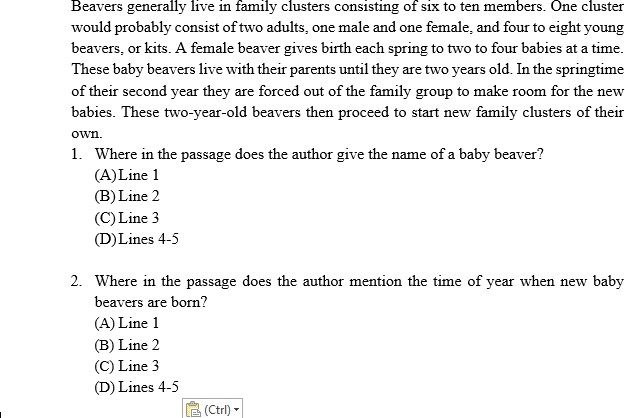 Beavers generally live in family clusters consisting of six to ten members. One cluster
would probably consist of two adults, one male and one female, and four to eight young
beavers, or kits. A female beaver gives birth each spring to two to four babies at a time.
These baby beavers live with their parents until they are two years old. In the springtime
of their second year they are forced out of the family group to make room for the new
babies. These two-year-old beavers then proceed to start new family clusters of their
own.
1. Where in the passage does the author give the name of a baby beaver?
(A)Line 1
(B) Line 2
(C) Line 3
(D)Lines 4-5
2. Where in the passage does the author mention the time of year when new baby
beavers are born?
(A) Line 1
(B) Line 2
(C) Line 3
(D) Lines 4-5
(Ctrl)